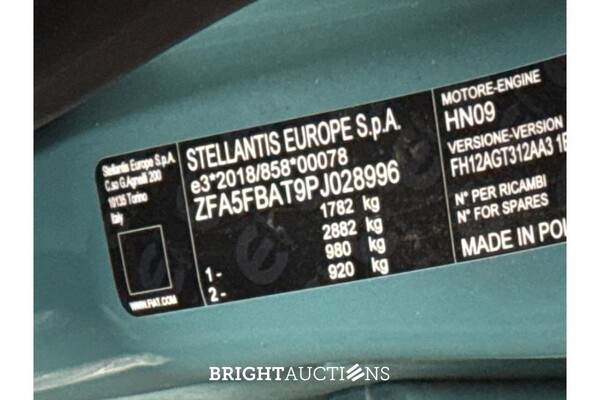 Stellantis Europe S.p.A.
C.so G.Agnelli 200
10135 Torino
Italy
WWW.FIAT.COM
STELLANTIS EUROPE S.p.A.
e3*2018/858*00078
ZFA5FBAT9PJ028996
1782 kg
2882 kg
1- 980 kg
2- 920 kg
MOTORE-ENGINE
HN09
VERSIONE-VERSION
FH12AGT312AA3
N° PER RICAMBI
N° FOR SPARES
MADE IN
BRIGHTAUCTIONS